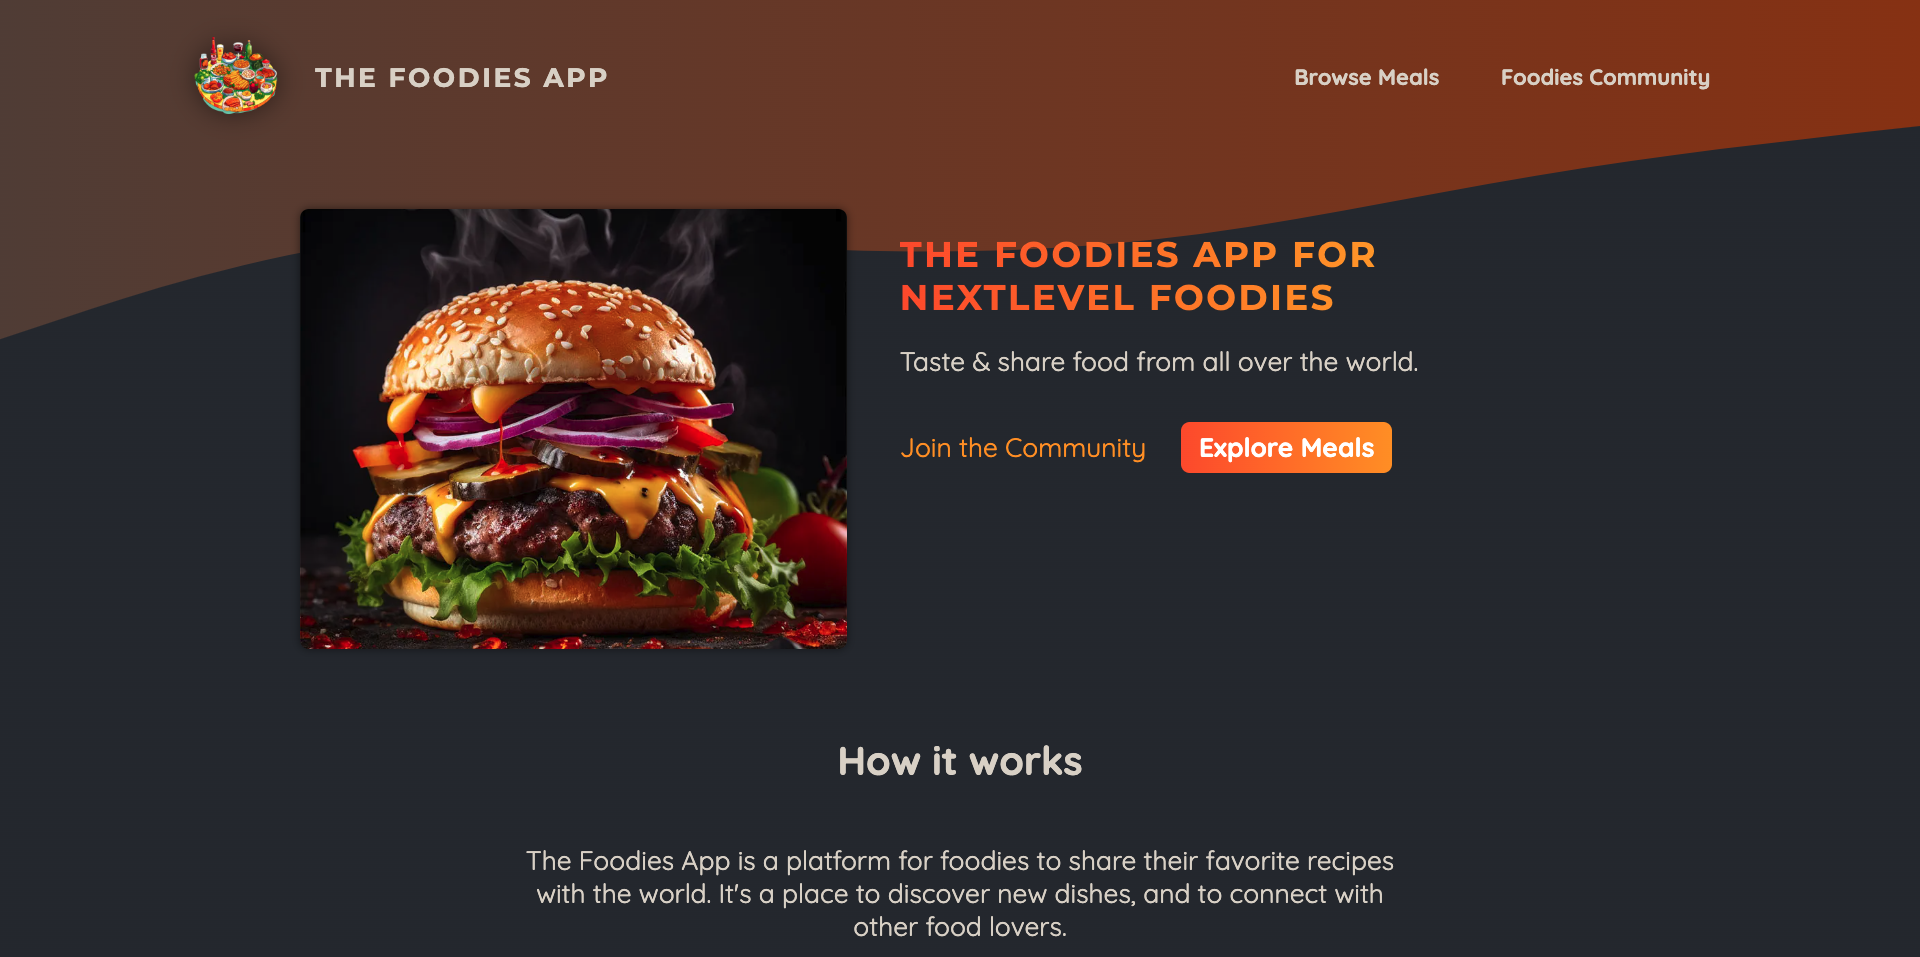 THE FOODIES APP
Browse Meals
Foodies Community
THE FOODIES APP FOR
NEXTLEVEL FOODIES
Taste & share food from all over the world.
Join the Community
Explore Meals
How it works
The Foodies App is a platform for foodies to share their favorite recipes
with the world. It's a place to discover new dishes, and to connect with
other food lovers.